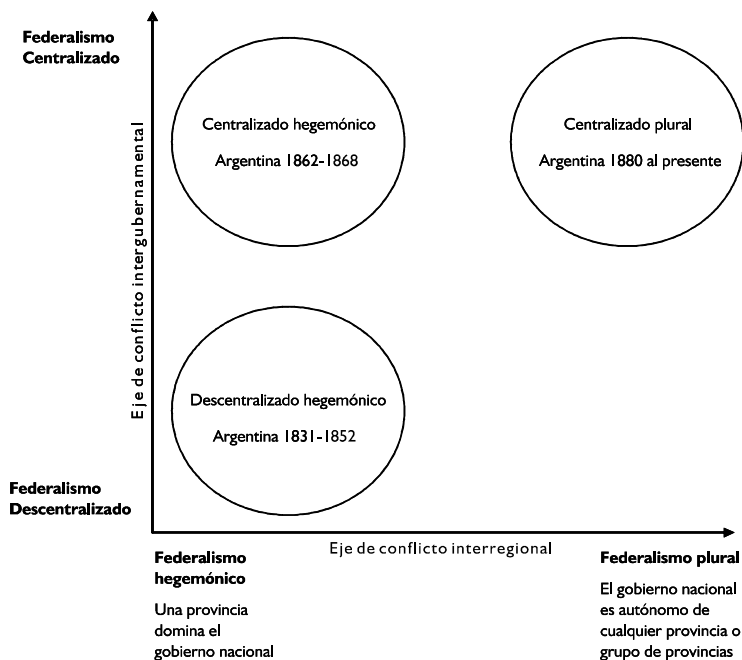 Federalismo
Centralizado
Eje de conflicto intergubernamental
Centralizado hegemónico
Argentina 1862-1868
Centralizado plural
Argentina 1880 al presente
Descentralizado hegemónico
Argentina 1831-1852
Federalismo
Descentralizado
Eje de conflicto interregional
Federalismo
hegemónico
Una provincia
domina el
gobierno nacional
Federalismo plural
El gobierno nacional
es autónomo de
cualquier provincia o
grupo de provincias